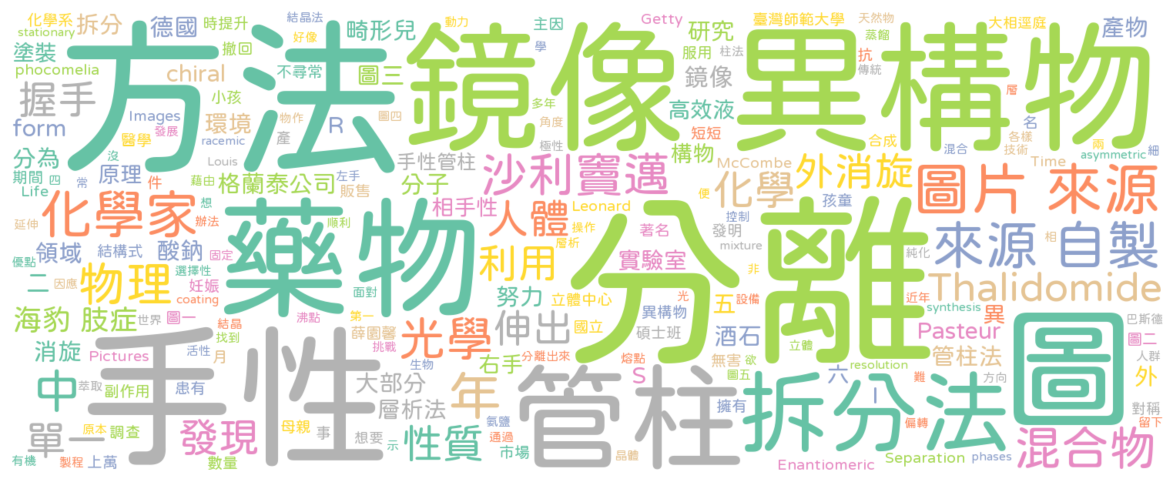 方法
鏡像異構物
分離
藥物
手性
管柱
圖
拆分法
化學家
物理
沙利竇邁
人體
利用
外消旋
化學
圖片 來源
來源 自製
Thalidomide
混合物
光學
伸出
年
性質
發現
單一
中
海豹 肢症
握手
stationary
化學系
拆分
德國
結晶法
好像
動力
時提升
塗裝
撤回
phocomelia
chiral
不尋常
畸形兒
主因
圖三
Getty
研究
服用
柱法
臺灣師範大學
天然物
蒸餾
大相逕庭
抗
傳統
產物
鏡像
小孩
form
Images
醫學
發展
環境
物作
產
racemic
R
圖四
多年
角度
極性
高效液
短短
合成
層
各樣
技術
名
兩
混合
asymmetric
細
分為
期間
四
原理
Life
常
件
沒
Louis
藉由
左手
格蘭泰公司
販售
手性管柱
分子
構物
McCombe
Time
使
孩童
控制
延伸
想
辦法
順利
相手性
Leonard
操作
層析
著名
發明
mixture
非
純化
相
領域
結構式
酸鈉
優點
固定
二
因應
妊娠
選擇性
coating
面對
努力
立體中心
實驗室
五
設備
異
近年
synthesis
世界
圖一
結晶
找到
沸點
第一
薛園馨
挑戰
國立
異構物
碩士班
光
酒石
Pasteur
巴斯德
圖二
消旋
Pictures
活性
月
生物
分離出來
右手
熔點
S
無害
欲
圖五
立體
管柱法
resolution
人群
外
難
方向
萃取
副作用
患有
大部分
層析法
六
I
擁有
對稱
偏轉
留下
原本
調查
母親
事
想要
示
氨鹽
通過
市場
晶體
有機
製程
上萬
數量
學
Enantiomeric
Separation
phases